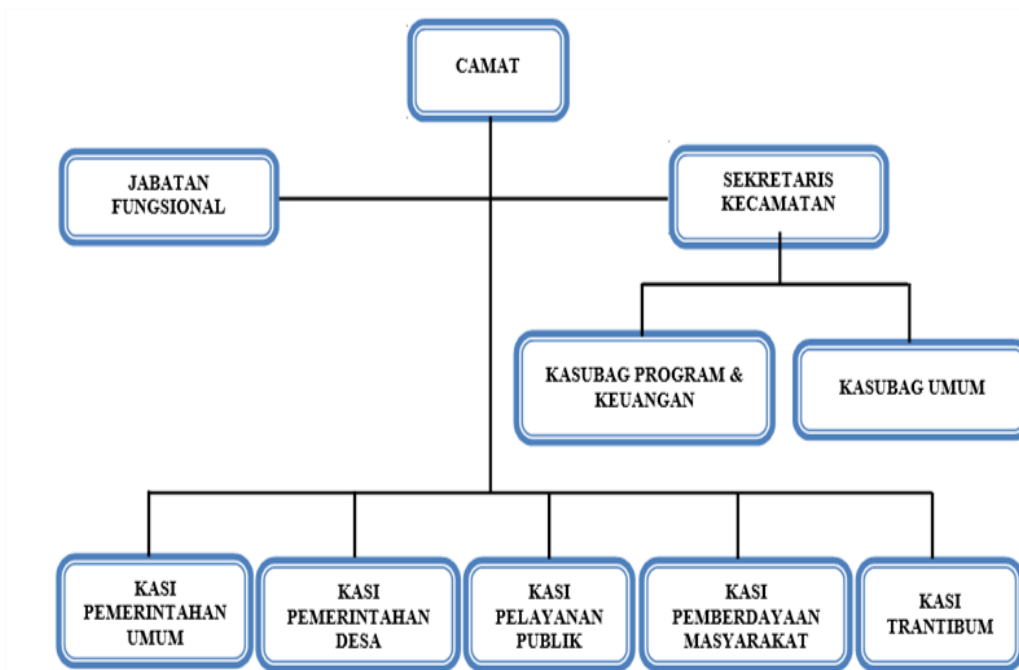 CAMAT
JABATAN
FUNGSIONAL
SEKRETARIS
KECAMATAN
KASUBAG PROGRAM &
KEUANGAN
KASUBAG UMUM
KASI
PEMERINTAHAN
UMUM
KASI
PEMERINTAHAN
DESA
KASI
PELAYANAN
PUBLIK
KASI
PEMBERDAYAAN
MASYARAKAT
KASI
TRANTIBUM